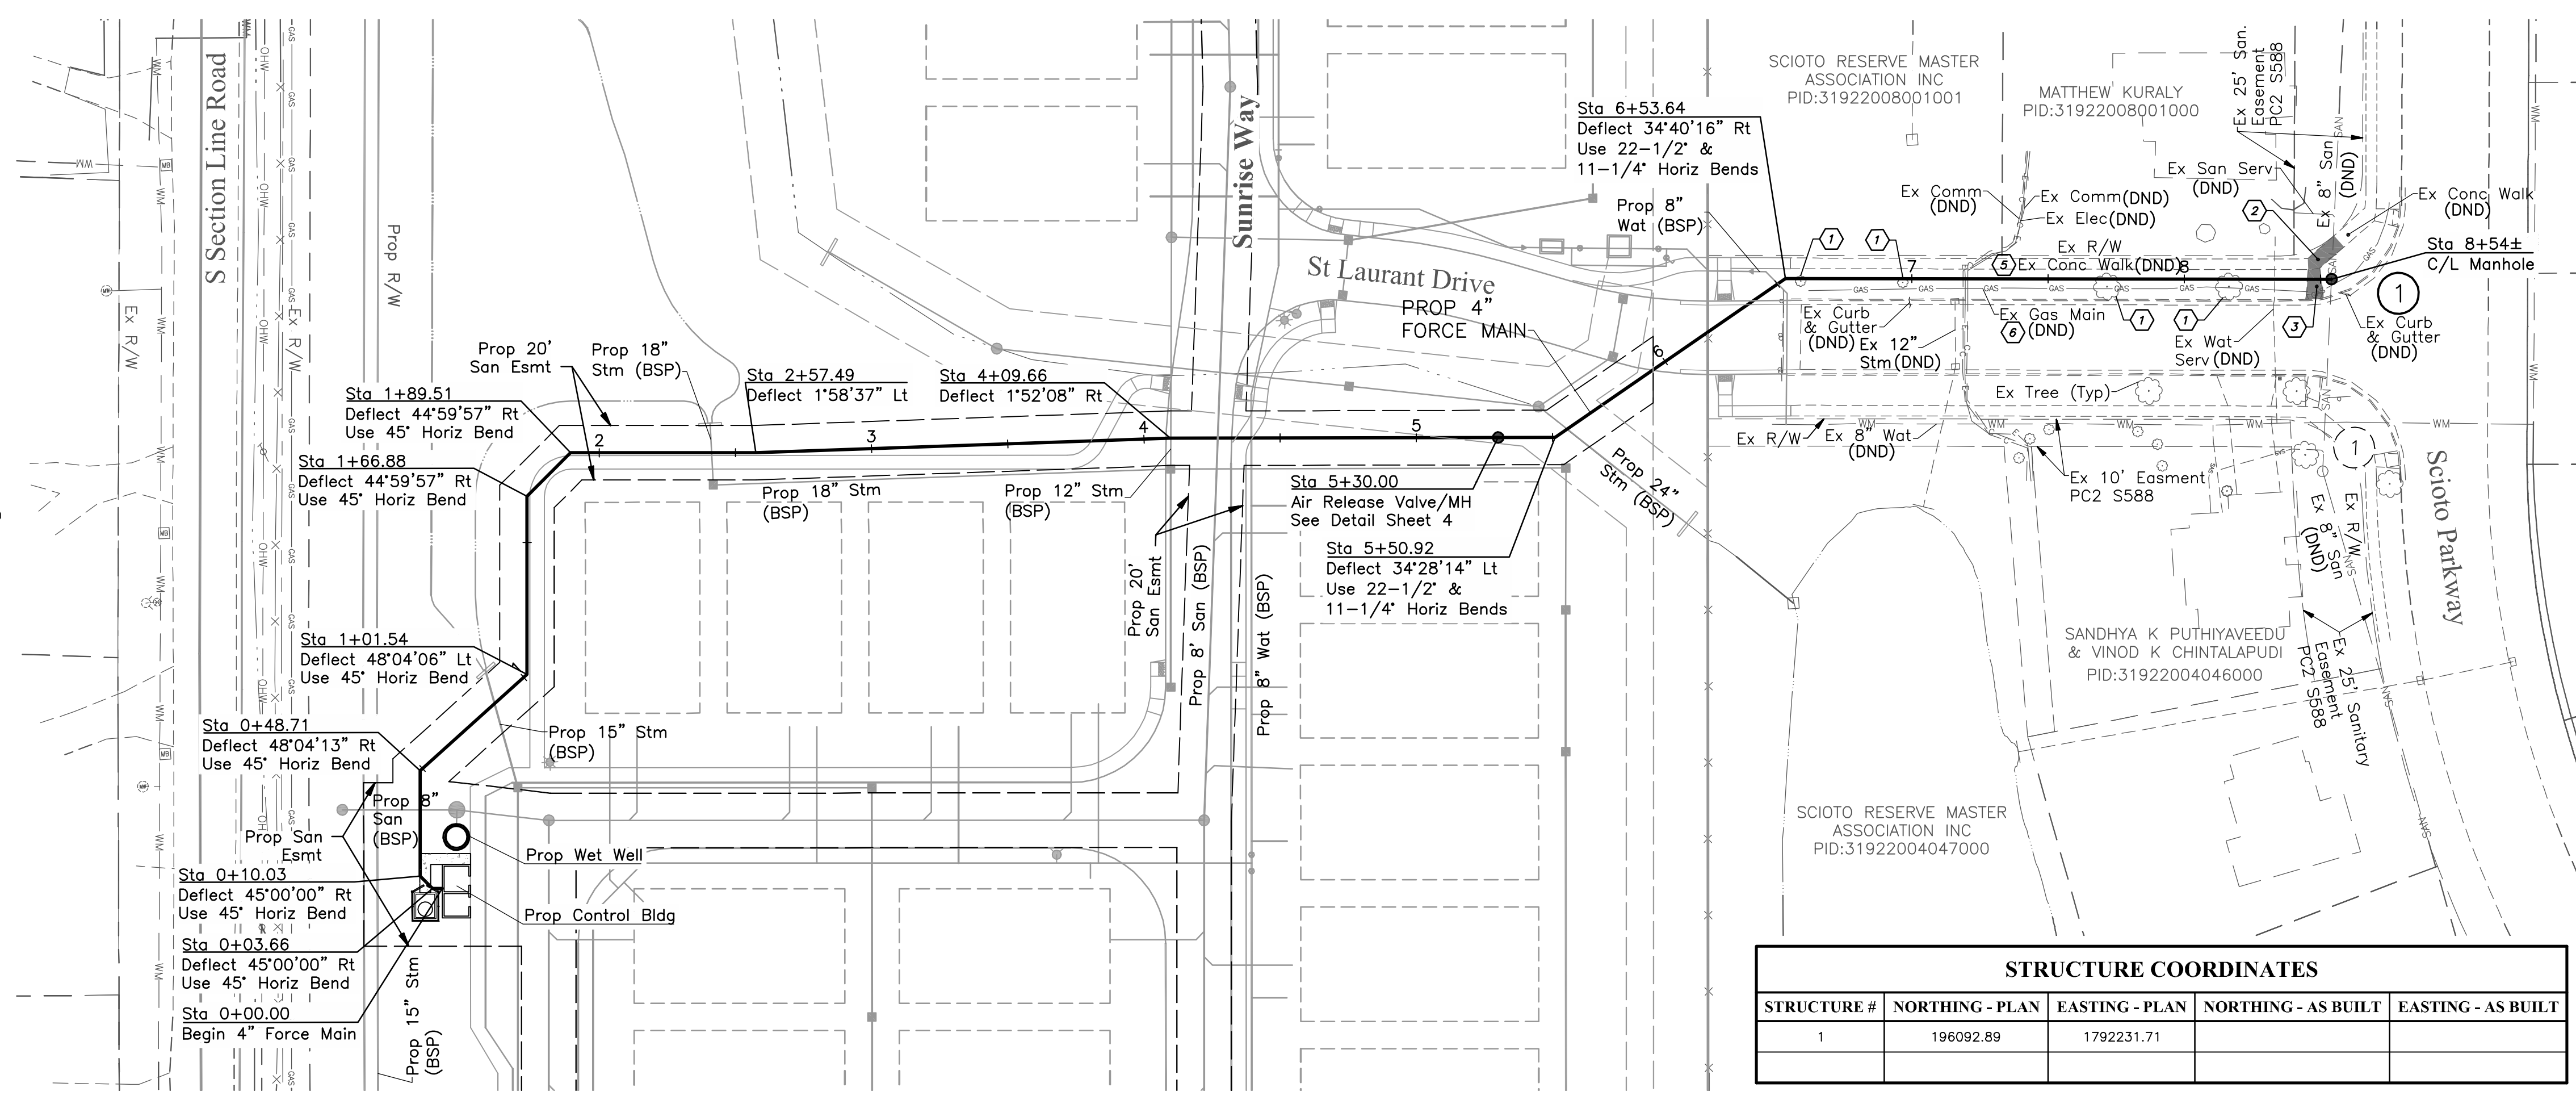 S Section Line Road
Ex R/W
Ex R/W
Prop R/W
Sta 1+89.51
Deflect 44°59'57" Rt
Use 45° Horiz Bend
Sta 1+66.88
Deflect 44°59'57" Rt
Use 45° Horiz Bend
Sta 1+01.54
Deflect 48°04'06" Lt
Use 45° Horiz Bend
Sta 0+48.71
Deflect 48°04'13" Rt
Use 45° Horiz Bend
Prop 8"
San
(BSP)
Prop San
Esmt
Sta 0+10.03
Deflect 45°00'00" Rt
Use 45° Horiz Bend
Sta 0+03.66
Deflect 45°00'00" Rt
Use 45° Horiz Bend
Sta 0+00.00
Begin 4" Force Main
Prop 15" Stm
(BSP)
Prop Wet Well
Prop Control Bldg
Prop 15" Stm
(BSP)
Prop 20'
San Esmt
Prop 18"
Stm (BSP)
Sta 2+57.49
Deflect 1°58'37" Lt
Sta 4+09.66
Deflect 1°52'08" Rt
2
3
4
5
6
7
8
Prop 18" Stm
(BSP)
Prop 12" Stm
(BSP)
Prop 20'
San Esmt
Prop 8' San (BSP)
Prop 8" Wat (BSP)
Sunrise Way
St Laurant Drive
PROP 4"
FORCE MAIN
Sta 5+30.00
Air Release Valve/MH
See Detail Sheet 4
Sta 5+50.92
Deflect 34°28'14" Lt
Use 22-1/2° &
11-1/4° Horiz Bends
Prop 24"
Stm (BSP)
Sta 6+53.64
Deflect 34°40'16" Rt
Use 22-1/2° &
11-1/4° Horiz Bends
Prop 8"
Wat (BSP)
SCIOTO RESERVE MASTER
ASSOCIATION INC
PID:31922008001001
MATTHEW KURALY
PID:31922008001000
Ex 25' San.
Easement
PC2 S588
Ex San Serv
(DND)
Ex 8" San
(DND)
Ex Conc Walk
(DND)
Ex Comm
(DND)
Ex Comm(DND)
Ex Elec(DND)
Ex R/W
5
Ex Conc Walk(DND)
1
1
2
Sta 8+54±
C/L Manhole
1
Ex Curb
& Gutter
(DND)
Ex 12"
Stm(DND)
Ex Gas Main
6
(DND)
1
1
3
Ex Wat
Serv(DND)
Ex Curb
& Gutter
(DND)
Ex Tree (Typ)
Ex R/W
Ex 8" Wat
(DND)
1
Ex 10' Easment
PC2 S588
Ex R/W
Ex 8" San
(DND)
Scioto Parkway
SANDHYA K PUTHIYAVEEDU
& VINOD K CHINTALAPUDI
PID:31922004046000
Ex 25' Sanitary
Easement
PC2 S588
SCIOTO RESERVE MASTER
ASSOCIATION INC
PID:31922004047000
STRUCTURE COORDINATES
STRUCTURE # NORTHING - PLAN EASTING - PLAN NORTHING - AS BUILT EASTING - AS BUILT
1 196092.89 1792231.71